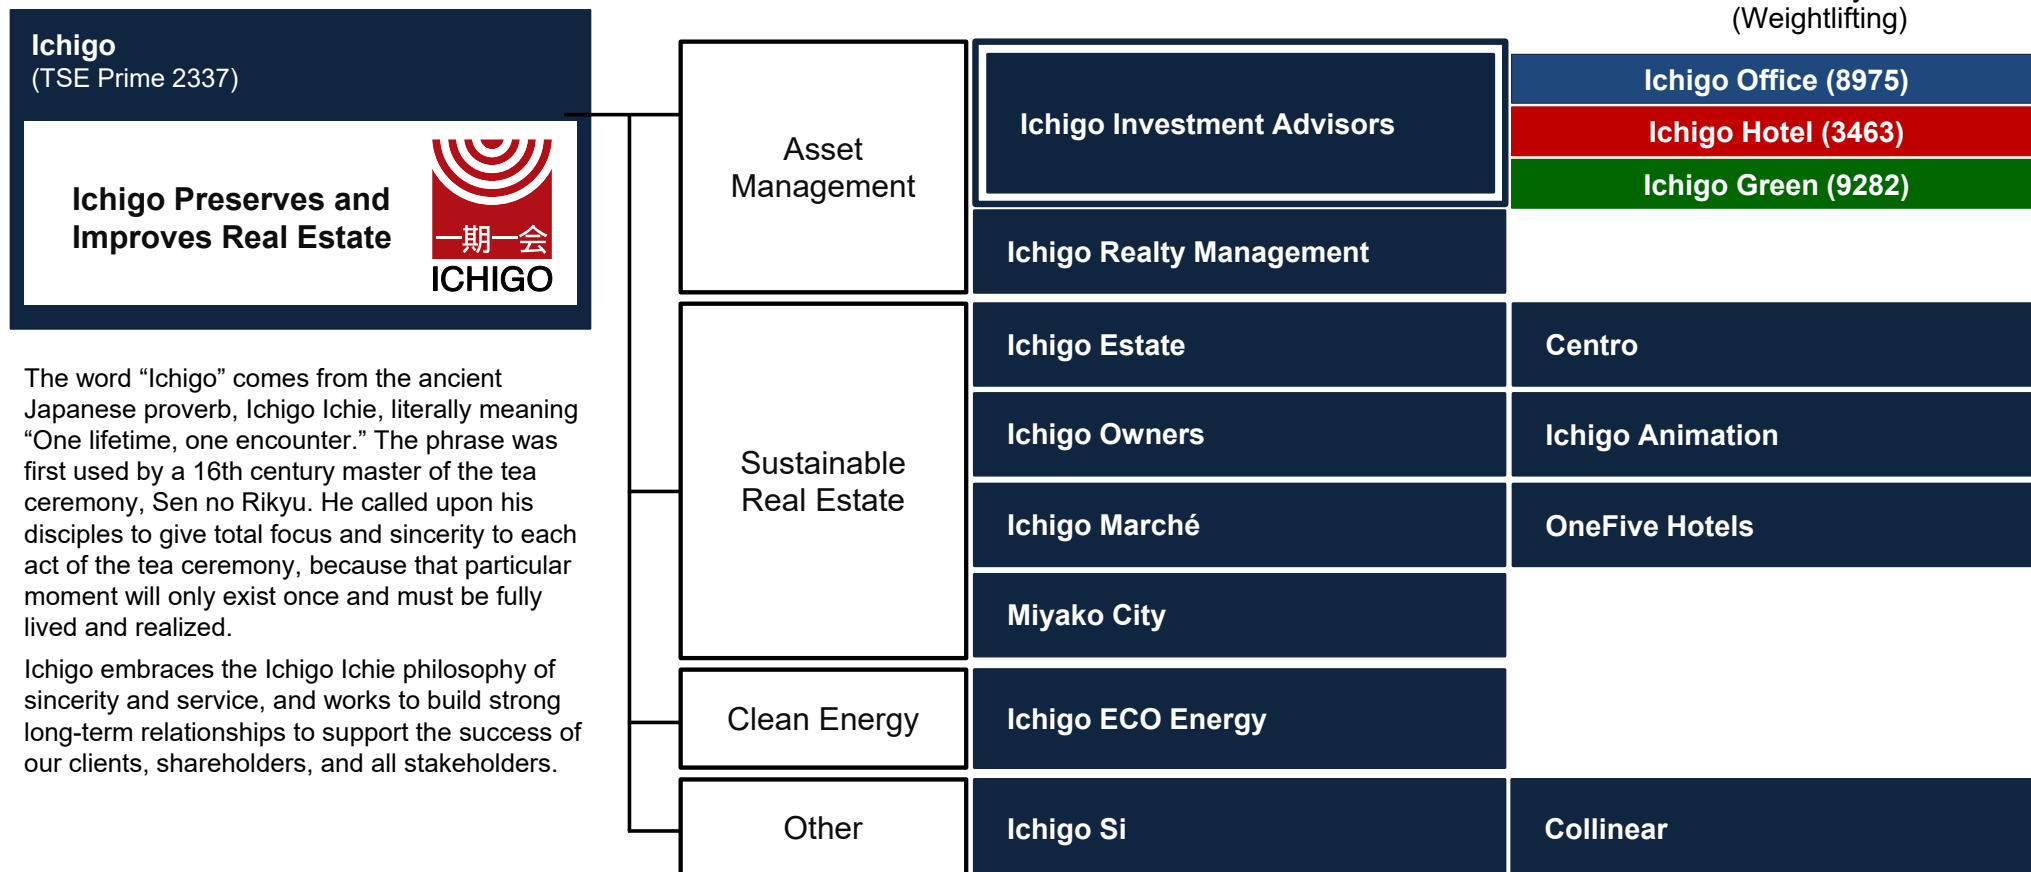 (Weightlifting)
Ichigo
(TSE Prime 2337)
Ichigo Preserves and
Improves Real Estate
一期一会
ICHIGO
The word “Ichigo” comes from the ancient
Japanese proverb, Ichigo Ichie, literally meaning
“One lifetime, one encounter.” The phrase was
first used by a 16th century master of the tea
ceremony, Sen no Rikyu. He called upon his
disciples to give total focus and sincerity to each
act of the tea ceremony, because that particular
moment will only exist once and must be fully
lived and realized.
Ichigo embraces the Ichigo Ichie philosophy of
sincerity and service, and works to build strong
long-term relationships to support the success of
our clients, shareholders, and all stakeholders.
Asset
Management
Ichigo Investment Advisors
Ichigo Office (8975)
Ichigo Hotel (3463)
Ichigo Green (9282)
Ichigo Realty Management
Sustainable
Real Estate
Ichigo Estate
Centro
Ichigo Owners
Ichigo Animation
Ichigo Marché
OneFive Hotels
Miyako City
Clean Energy
Ichigo ECO Energy
Other
Ichigo Si
Collinear